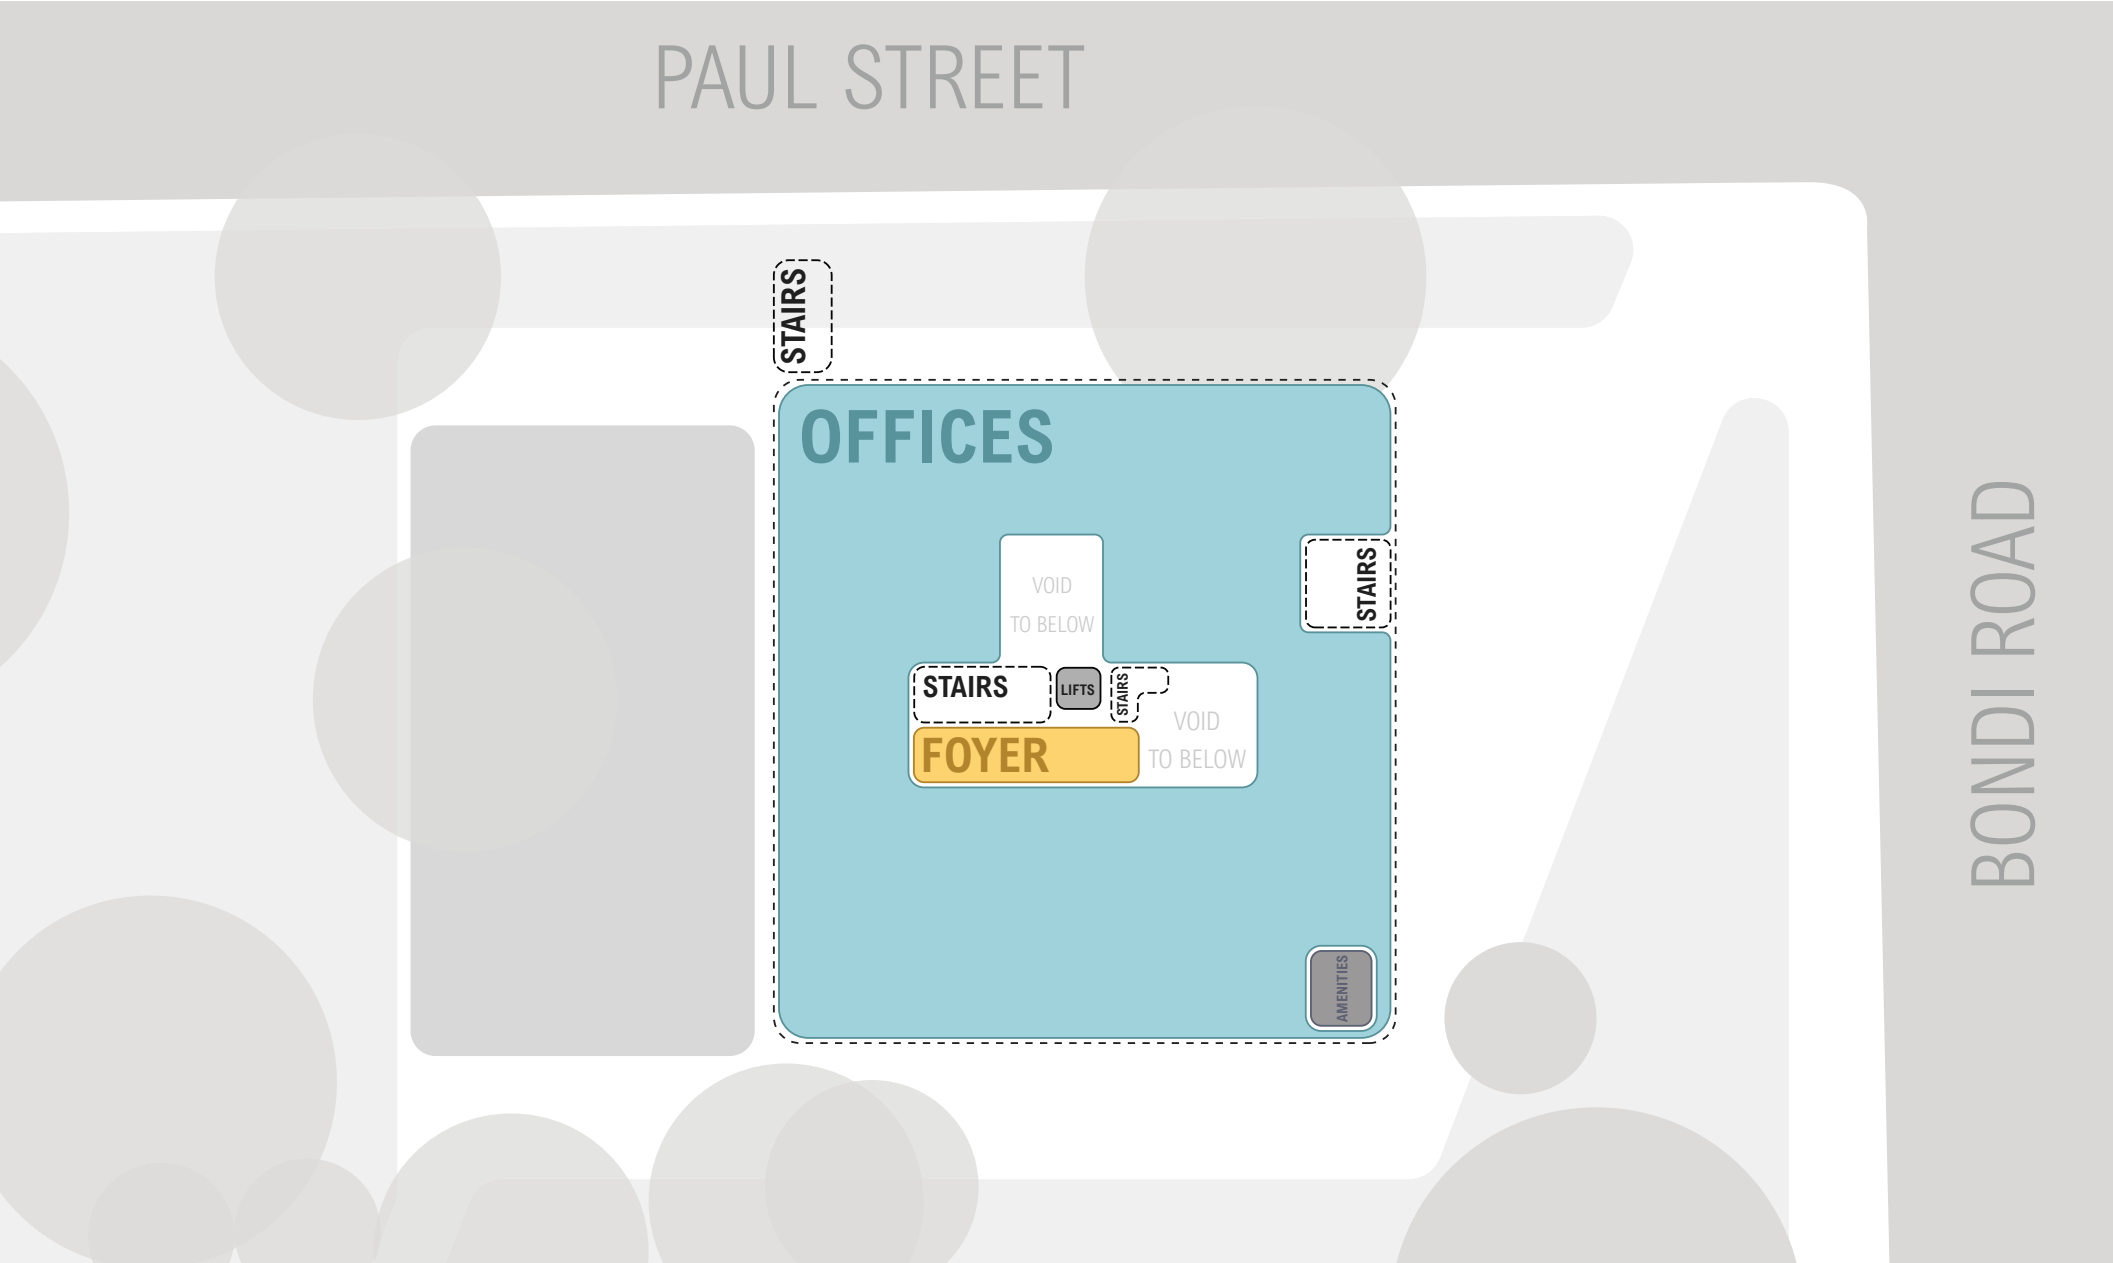 PAUL STREET
STAIRS
OFFICES
VOID
TO BELOW
STAIRS
STAIRS
LIFTS
STAIRS
FOYER
VOID
TO BELOW
AMENITIES
BONDI ROAD